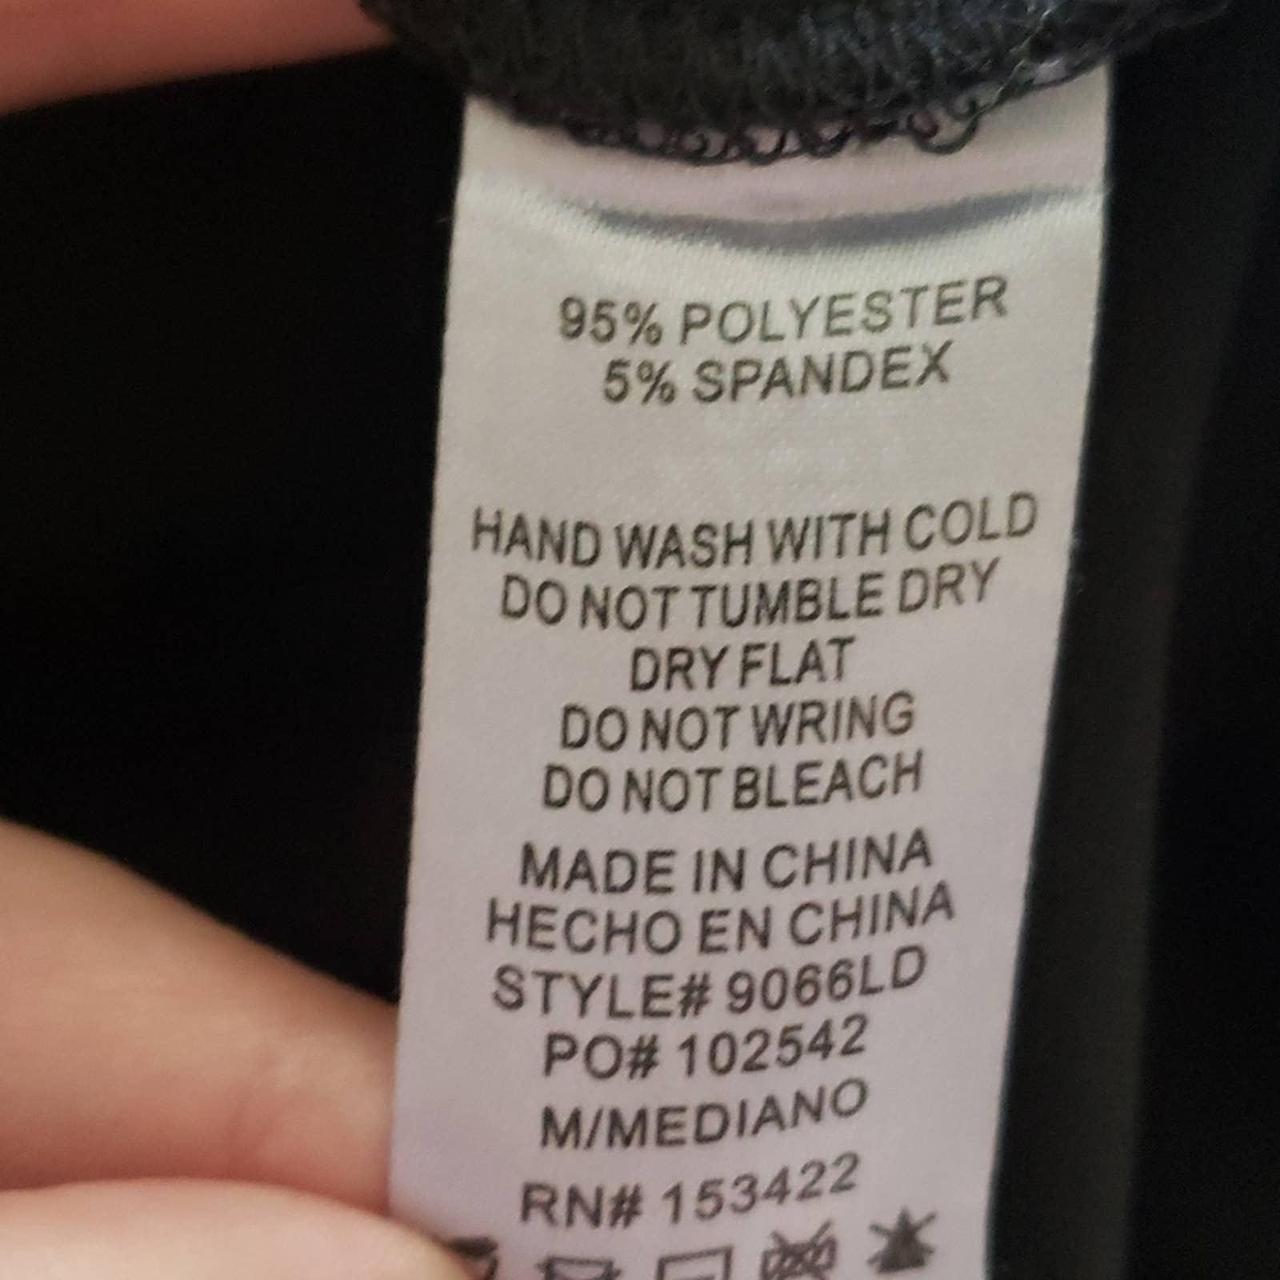 95% POLYESTER
5% SPANDEX
HAND WASH WITH COLD
DO NOT TUMBLE DRY
DRY FLAT
DO NOT WRING
DO NOT BLEACH
MADE IN CHINA
HECHO EN CHINA
STYLE# 9066LD
PO# 102542
M/MEDIANO
RN# 153422